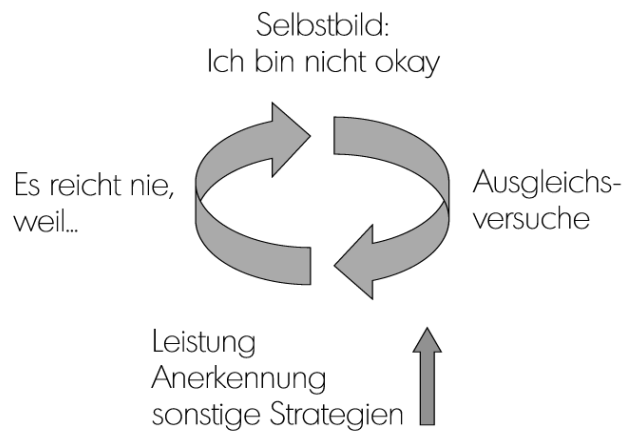 Selbstbild:
Ich bin nicht okay
Es reicht nie,
weil...
Ausgleichs-
versuche
Leistung
Anerkennung
sonstige Strategien